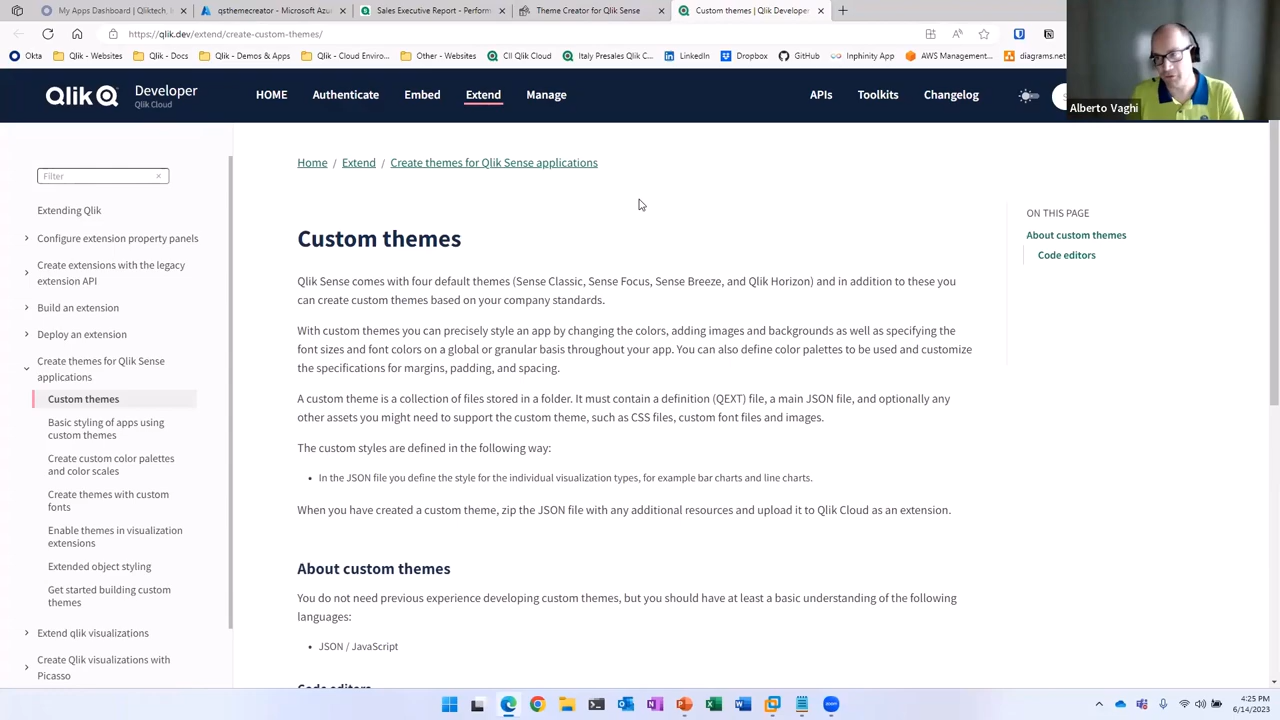 My Apps Dashboard | Qliktech, I
qsthemecreator - Microsoft Azu
Sales Executive Report - Perform
Theme Creator for Qlik Sense
Custom themes | Qlik Developer
https://qlik.dev/extend/create-custom-themes/
Okta
Qlik - Websites
Qlik - Demos & Apps
Qlik - Cloud Enviro...
Other - Websites
CII Qlik Cloud
Italy Presales Qlik C...
LinkedIn
Dropbox
GitHub
Inphinity App
AWS Management...
diagrams.net
Alberto Vaghi
Qlik
Developer
Qlik Cloud
HOME
Authenticate
Embed
Extend
Manage
APIs
Toolkits
Changelog
Home / Extend / Create themes for Qlik Sense applications
Filter
Extending Qlik
Configure extension property panels
Create extensions with the legacy
extension API
Build an extension
Deploy an extension
Create themes for Qlik Sense
applications
Custom themes
Basic styling of apps using
custom themes
Create custom color palettes
and color scales
Create themes with custom
fonts
Enable themes in visualization
extensions
Extended object styling
Get started building custom
themes
Extend qlik visualizations
Create Qlik visualizations with
Picasso
Custom themes
Qlik Sense comes with four default themes (Sense Classic, Sense Focus, Sense Breeze, and Qlik Horizon) and in addition to these you
can create custom themes based on your company standards.
With custom themes you can precisely style an app by changing the colors, adding images and backgrounds as well as specifying the
font sizes and font colors on a global or granular basis throughout your app. You can also define color palettes to be used and customize
the specifications for margins, padding, and spacing.
A custom theme is a collection of files stored in a folder. It must contain a definition (QEXT) file, a main JSON file, and optionally any
other assets you might need to support the custom theme, such as CSS files, custom font files and images.
The custom styles are defined in the following way:
• In the JSON file you define the style for the individual visualization types, for example bar charts and line charts.
When you have created a custom theme, zip the JSON file with any additional resources and upload it to Qlik Cloud as an extension.
About custom themes
You do not need previous experience developing custom themes, but you should have at least a basic understanding of the following
languages:
• JSON / JavaScript
Code editors
ON THIS PAGE
About custom themes
Code editors
4:25 PM
6/14/2023